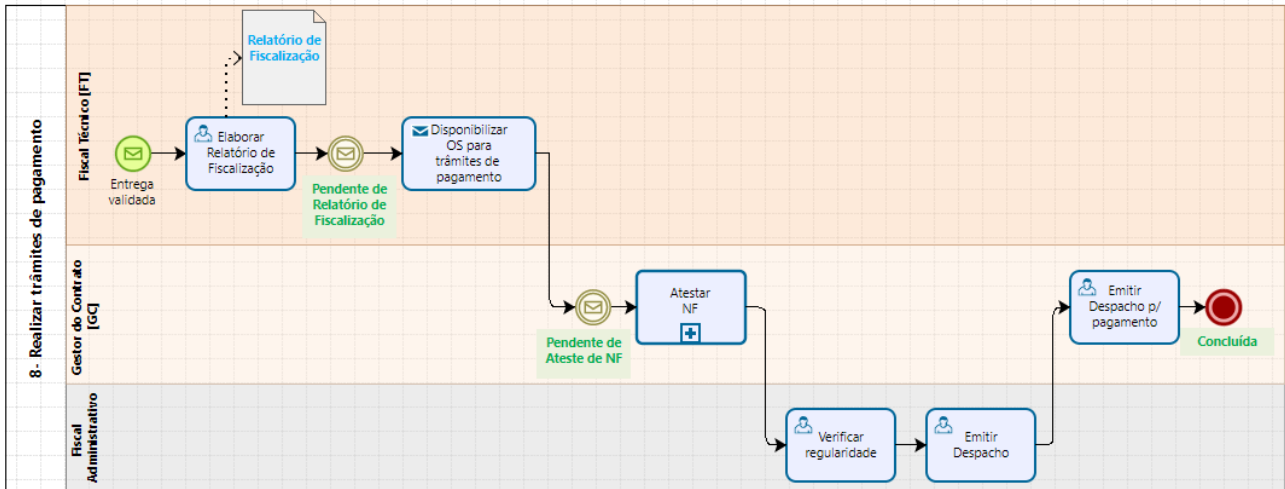 8- Realizar trâmites de pagamento
Fiscal Técnico [FT]
Relatório de
Fiscalização
Entrega
validada
Elaborar
Relatório de
Fiscalização
Pendente de
Relatório de
Fiscalização
Disponibilizar
OS para
trâmites de
pagamento
Gestor do Contrato
[GC]
Pendente de
Ateste de NF
Atestar
NF
Emitir
Despacho p/
pagamento
Concluída
Fiscal
Administrativo
Verificar
regularidade
Emitir
Despacho